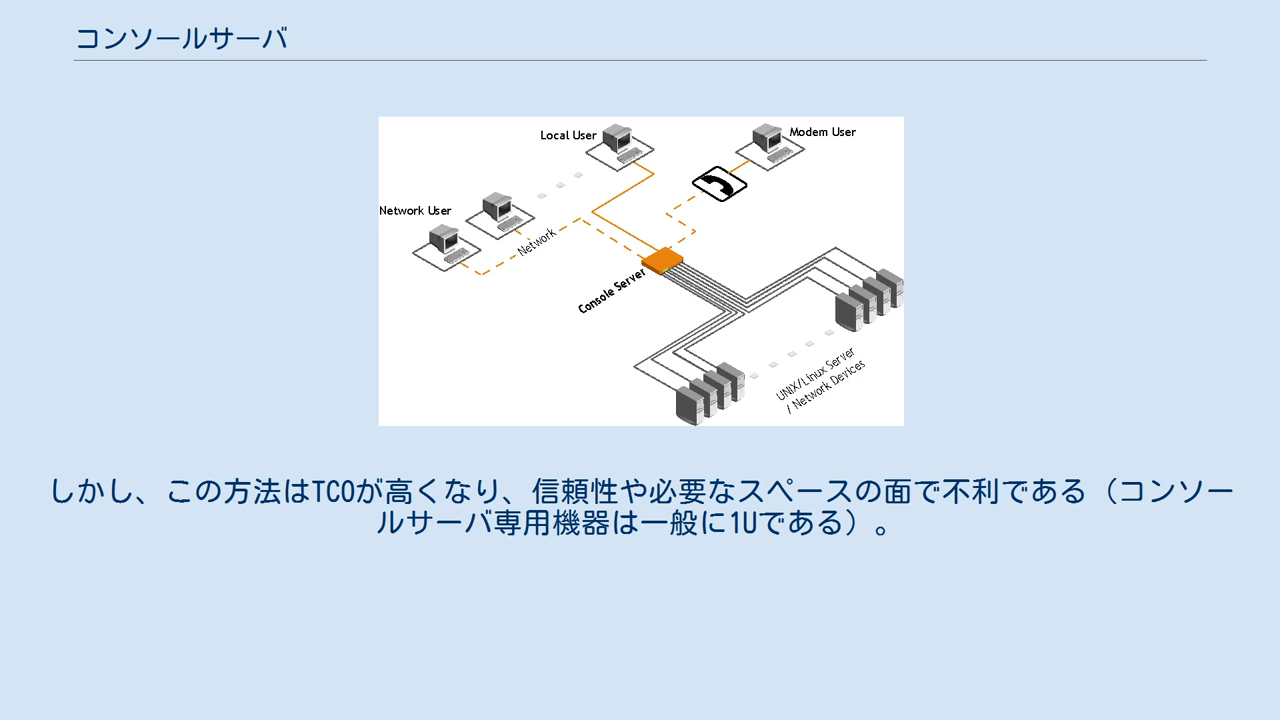 コンソールサーバ
Local User
Modem User
Network User
Network
Console Server
UNIX/Linux Server
/ Network Devices
しかし、この方法はTCOが高くなり、信頼性や必要なスペースの面で不利である（コンソー
ルサーバ専用機器は一般に1Uである）。